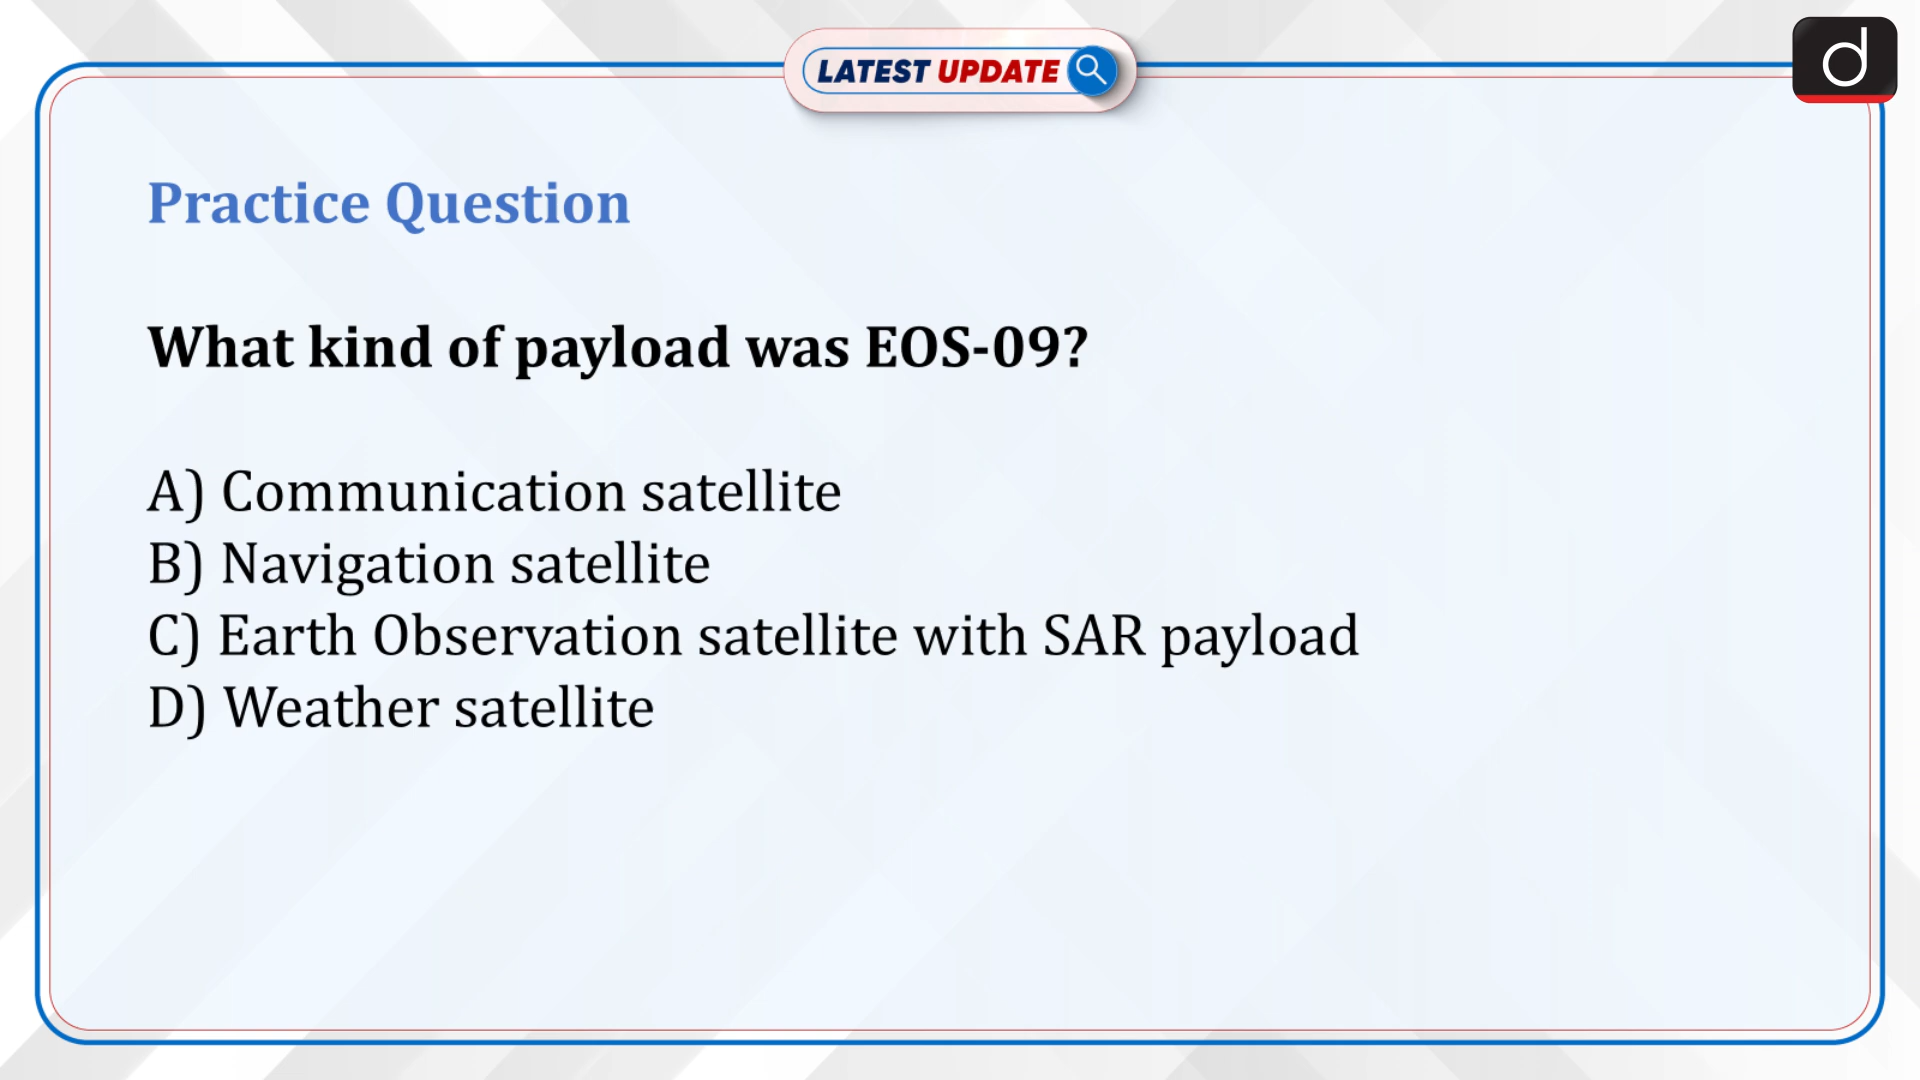 LATEST UPDATE
d
Practice Question
What kind of payload was EOS-09?
A) Communication satellite
B) Navigation satellite
C) Earth Observation satellite with SAR payload
D) Weather satellite